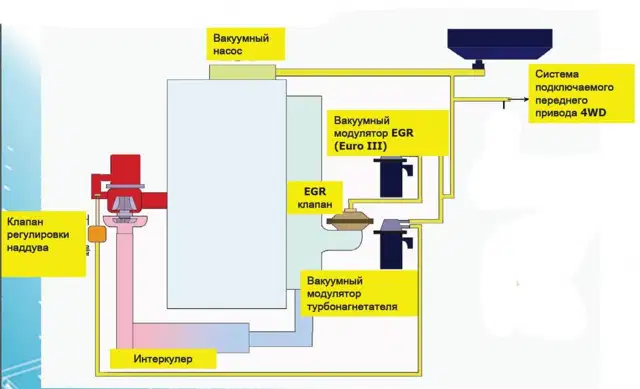 Вакуумный
насос
Система
подключаемого
переднего
привода 4WD
Вакуумный
модулятор EGR
(Euro III)
EGR
клапан
Клапан
регулировки
наддува
Вакуумный
модулятор
турбонагнетателя
Интеркулер